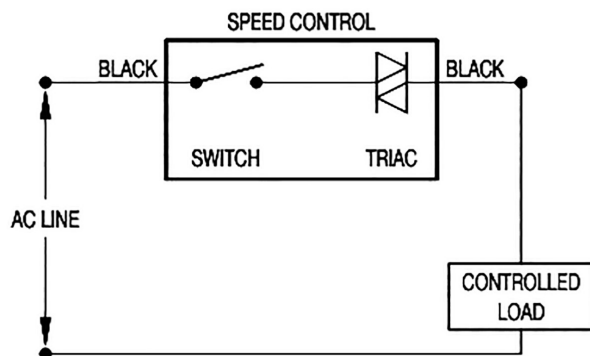 SPEED CONTROL
BLACK
BLACK
SWITCH
TRIAC
AC LINE
CONTROLLED
LOAD